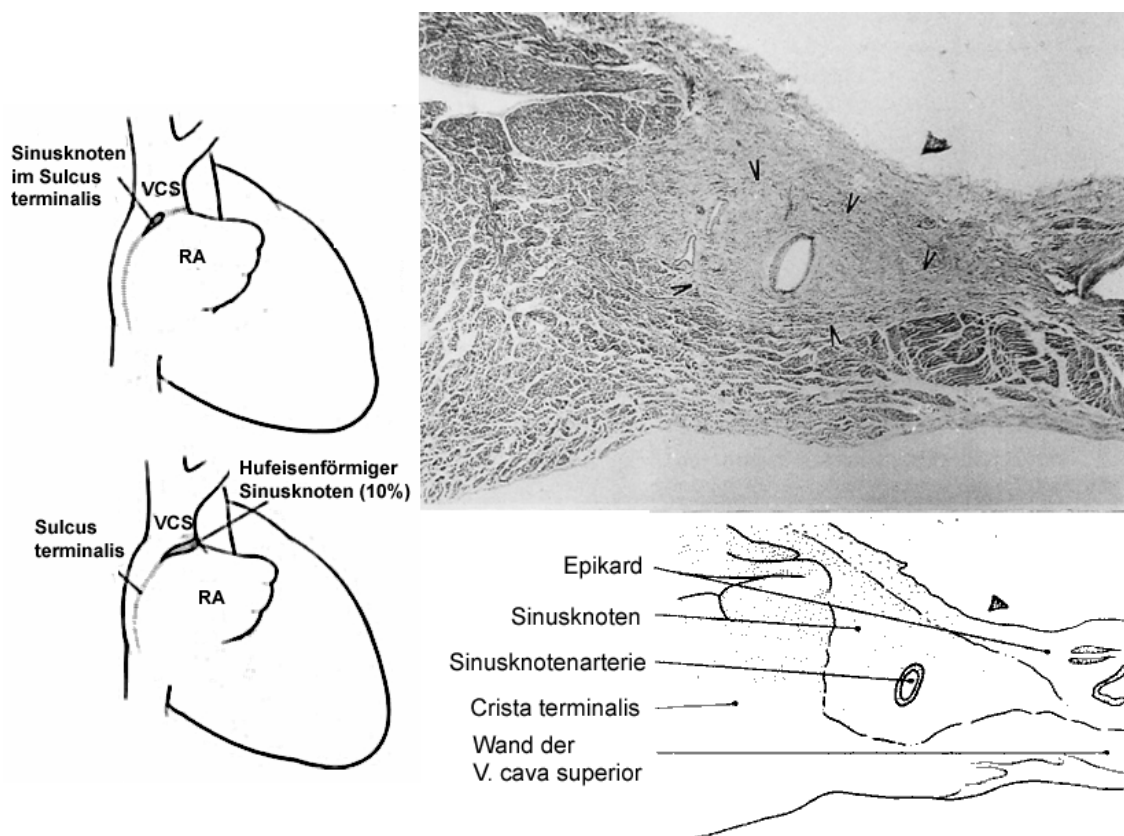 Sinusknoten
im Sulcus
terminalis
VCS
RA
Hufeisenförmiger
Sinusknoten (10%)
Sulcus
terminalis
VCS
RA
Epikard
Sinusknoten
Sinusknotenarterie
Crista terminalis
Wand der
V. cava superior